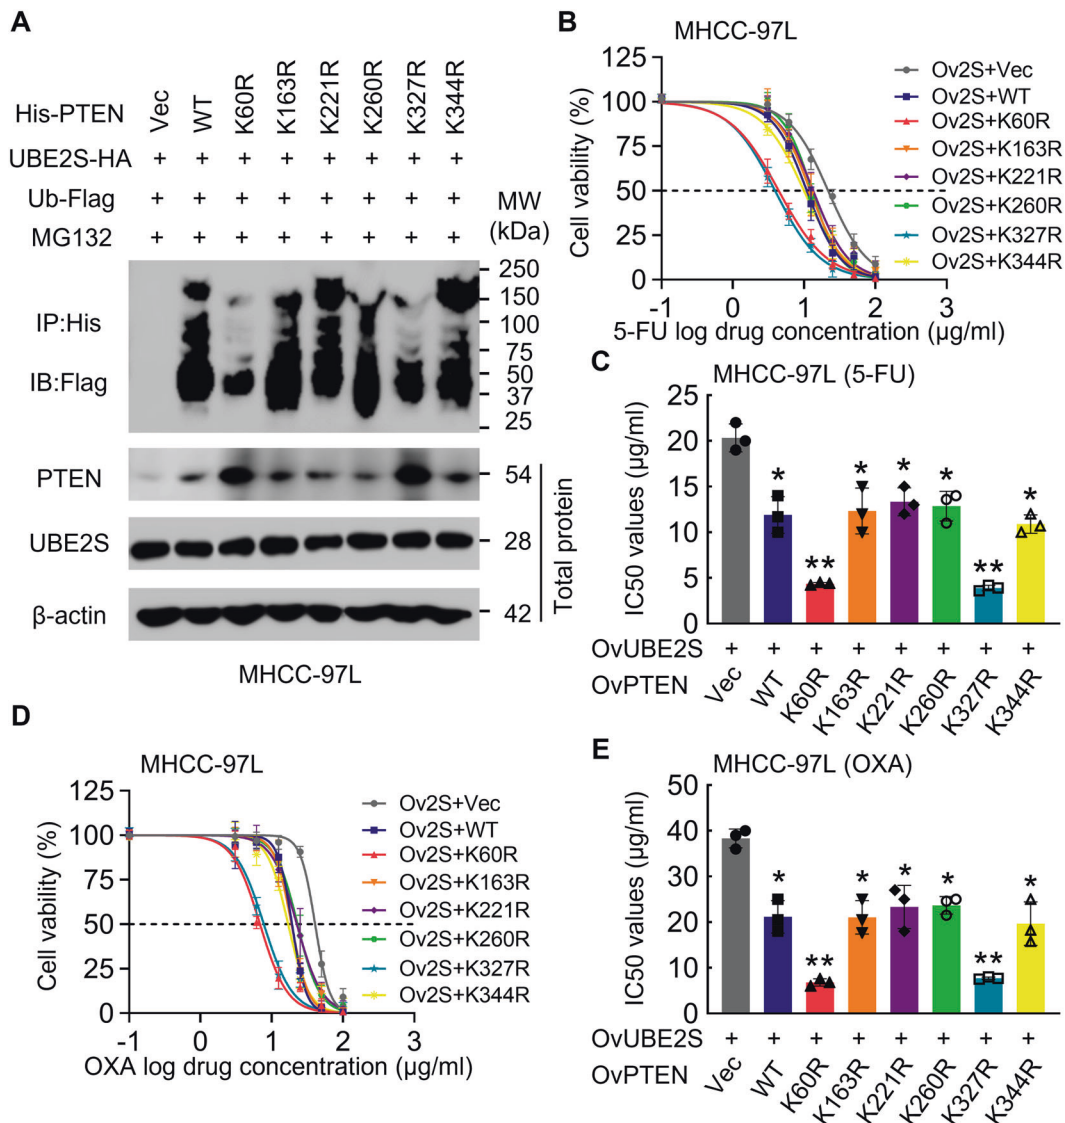 A
His-PTEN
Vec
WT
K60R
K163R
K221R
K260R
K327R
K344R
UBE2S-HA + + + + + + + +
Ub-Flag + + + + + + + +
MG132 + + + + + + + +
MW
(kDa)
IP:His
IB:Flag
250
150
100
75
50
37
25
PTEN
54
UBE2S
28
β-actin
42
Total protein
MHCC-97L
B
MHCC-97L
Cell viability (%)
125
100
75
50
25
0
-1 0 1 2 3
5-FU log drug concentration (μg/ml)
Ov2S+Vec
Ov2S+WT
Ov2S+K60R
Ov2S+K163R
Ov2S+K221R
Ov2S+K260R
Ov2S+K327R
Ov2S+K344R
C
MHCC-97L (5-FU)
IC50 values (μg/ml)
25
20
15
10
5
0
* ** * * * ** *
OvUBE2S + + + + + + + +
OvPTEN
Vec
WT
K60R
K163R
K221R
K260R
K327R
K344R
D
MHCC-97L
Cell viability (%)
125
100
75
50
25
0
-1 0 1 2 3
OXA log drug concentration (μg/ml)
Ov2S+Vec
Ov2S+WT
Ov2S+K60R
Ov2S+K163R
Ov2S+K221R
Ov2S+K260R
Ov2S+K327R
Ov2S+K344R
E
MHCC-97L (OXA)
IC50 values (μg/ml)
50
40
30
20
10
0
* ** * * * ** *
OvUBE2S + + + + + + + +
OvPTEN
Vec
WT
K60R
K163R
K221R
K260R
K327R
K344R